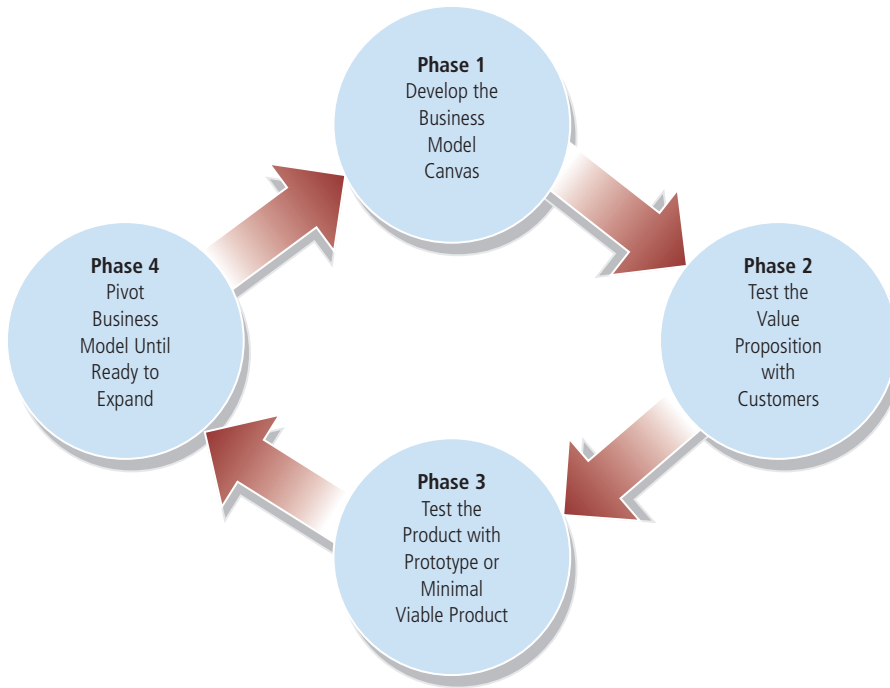 Phase 1
Develop the
Business
Model
Canvas
Phase 2
Test the
Value
Proposition
with
Customers
Phase 3
Test the
Product with
Prototype or
Minimal
Viable Product
Phase 4
Pivot
Business
Model Until
Ready to
Expand